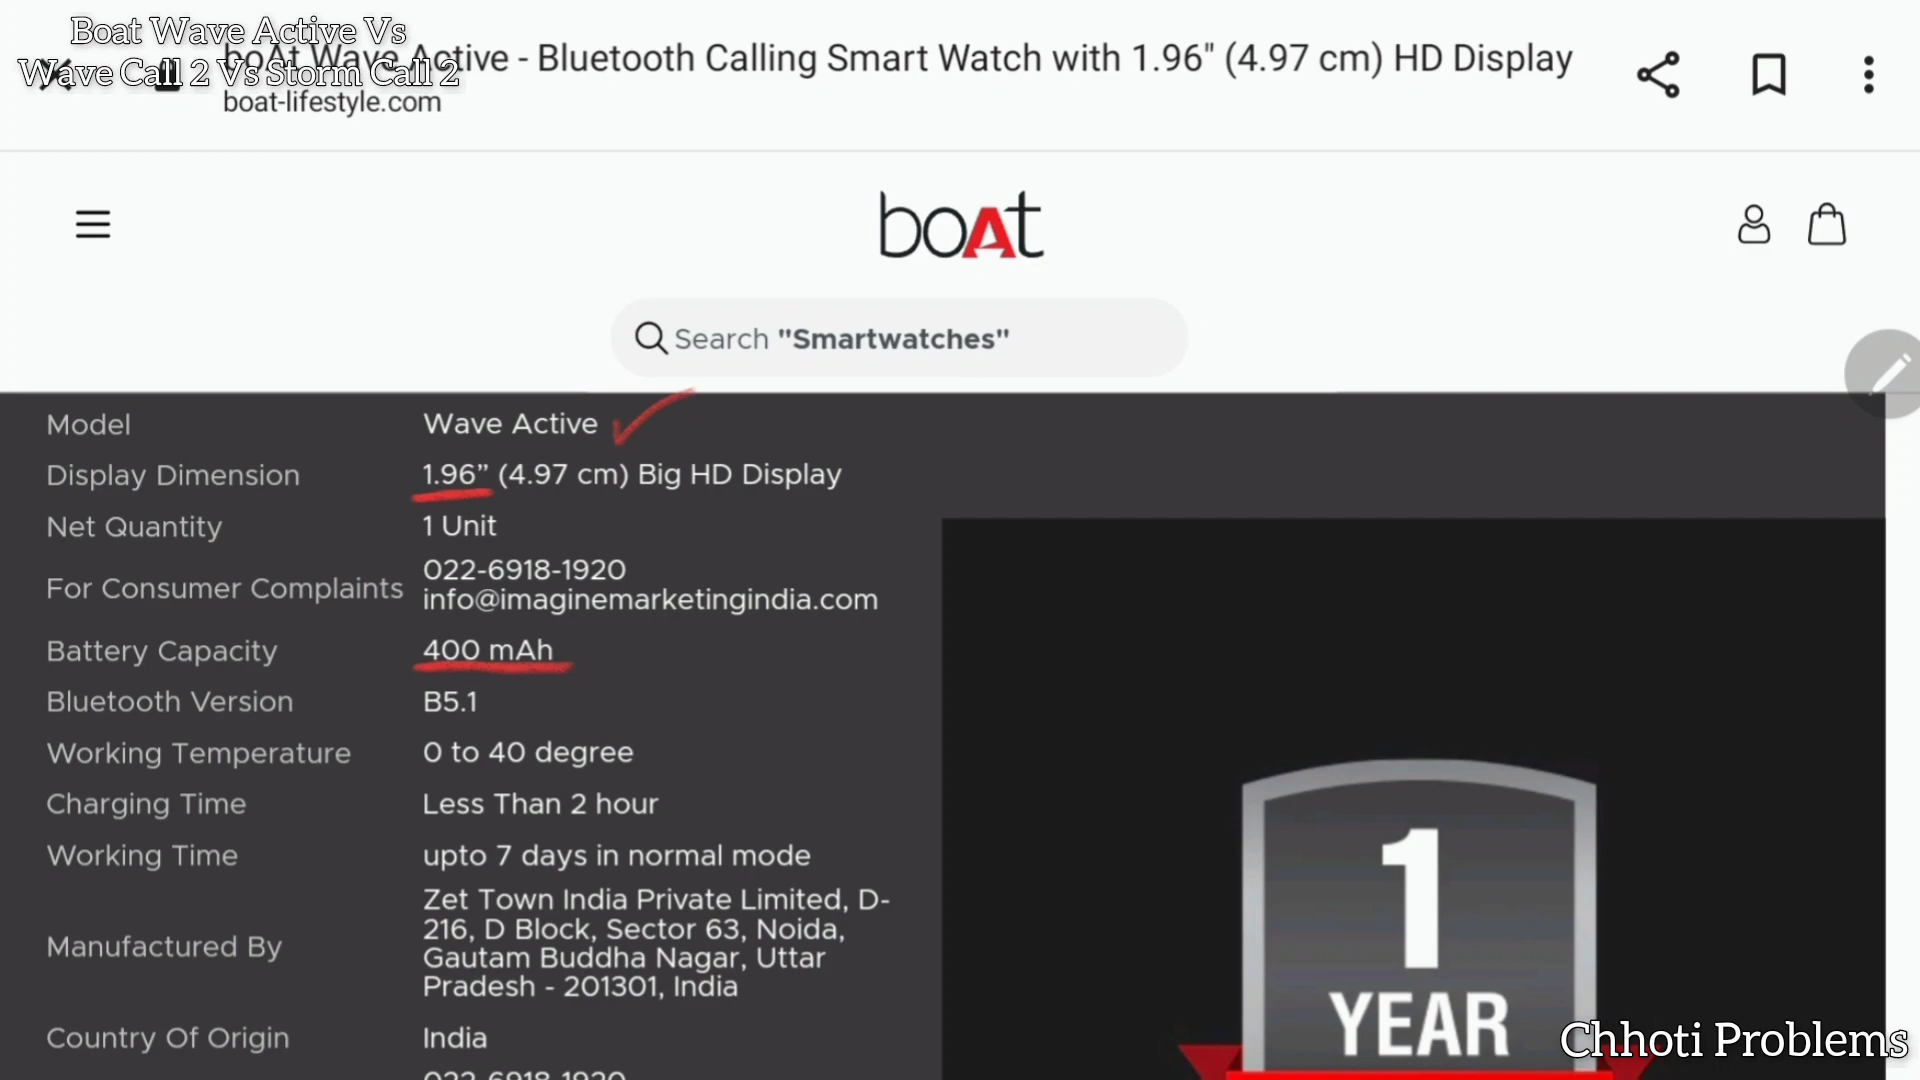 Boat Wave Active Vs
Wave Call 2 Vs Storm Call 2
boAt Wave Active - Bluetooth Calling Smart Watch with 1.96" (4.97 cm) HD Display
boat-lifestyle.com
boAt
Search "Smartwatches"
Model Wave Active
Display Dimension 1.96” (4.97 cm) Big HD Display
Net Quantity 1 Unit
For Consumer Complaints 022-6918-1920
info@imaginemarketingindia.com
Battery Capacity 400 mAh
Bluetooth Version B5.1
Working Temperature 0 to 40 degree
Charging Time Less Than 2 hour
Working Time upto 7 days in normal mode
Manufactured By Zet Town India Private Limited, D-
216, D Block, Sector 63, Noida,
Gautam Buddha Nagar, Uttar
Pradesh - 201301, India
Country Of Origin India
1
YEAR
Chhoti Problems